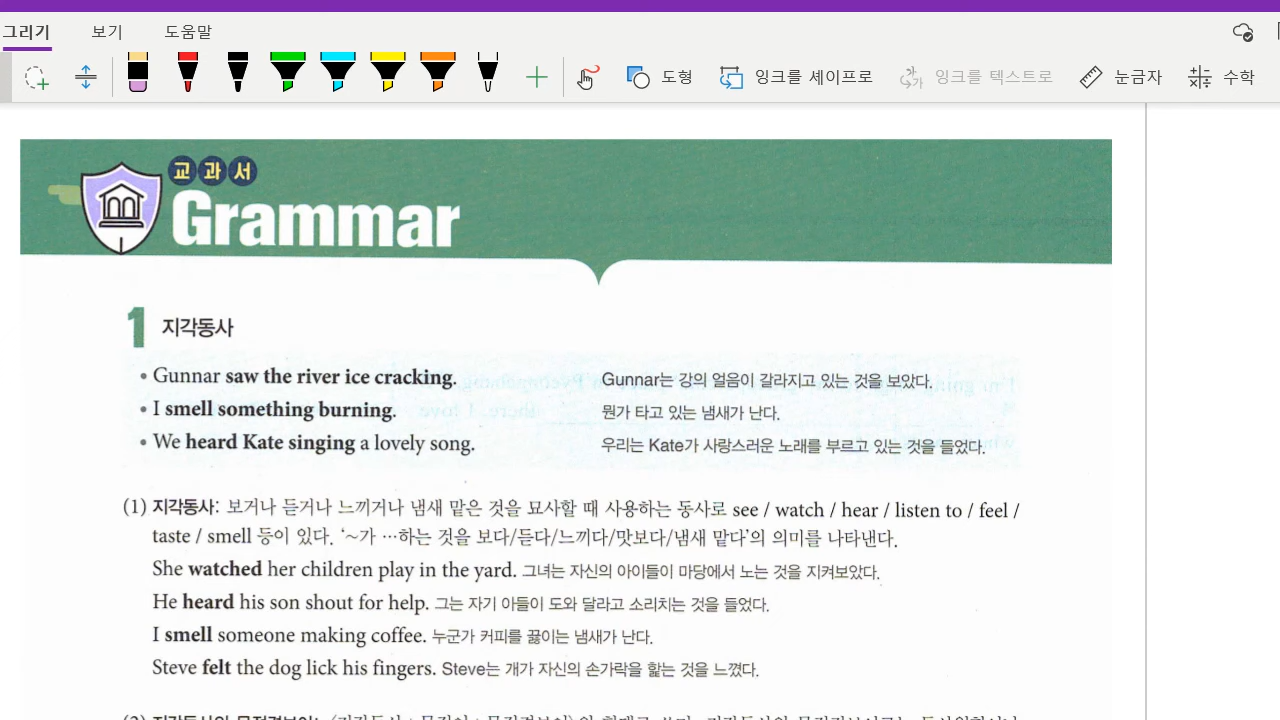 그리기 보기 도움말
도형 잉크를 셰이프로 잉크를 텍스트로 눈금자 수학
교과서
Grammar
1 지각동사
• Gunnar saw the river ice cracking. Gunnar는 강의 얼음이 갈라지고 있는 것을 보았다.
• I smell something burning. 뭔가 타고 있는 냄새가 난다.
• We heard Kate singing a lovely song. 우리는 Kate가 사랑스러운 노래를 부르고 있는 것을 들었다.
(1) 지각동사: 보거나 듣거나 느끼거나 냄새 맡은 것을 묘사할 때 사용하는 동사로 see / watch / hear / listen to / feel /
taste / smell 등이 있다. ‘~가 …하는 것을 보다/듣다/느끼다/맛보다/냄새 맡다’의 의미를 나타낸다.
She watched her children play in the yard. 그녀는 자신의 아이들이 마당에서 노는 것을 지켜보았다.
He heard his son shout for help. 그는 자기 아들이 도와 달라고 소리치는 것을 들었다.
I smell someone making coffee. 누군가 커피를 끓이는 냄새가 난다.
Steve felt the dog lick his fingers. Steve는 개가 자신의 손가락을 핥는 것을 느꼈다.